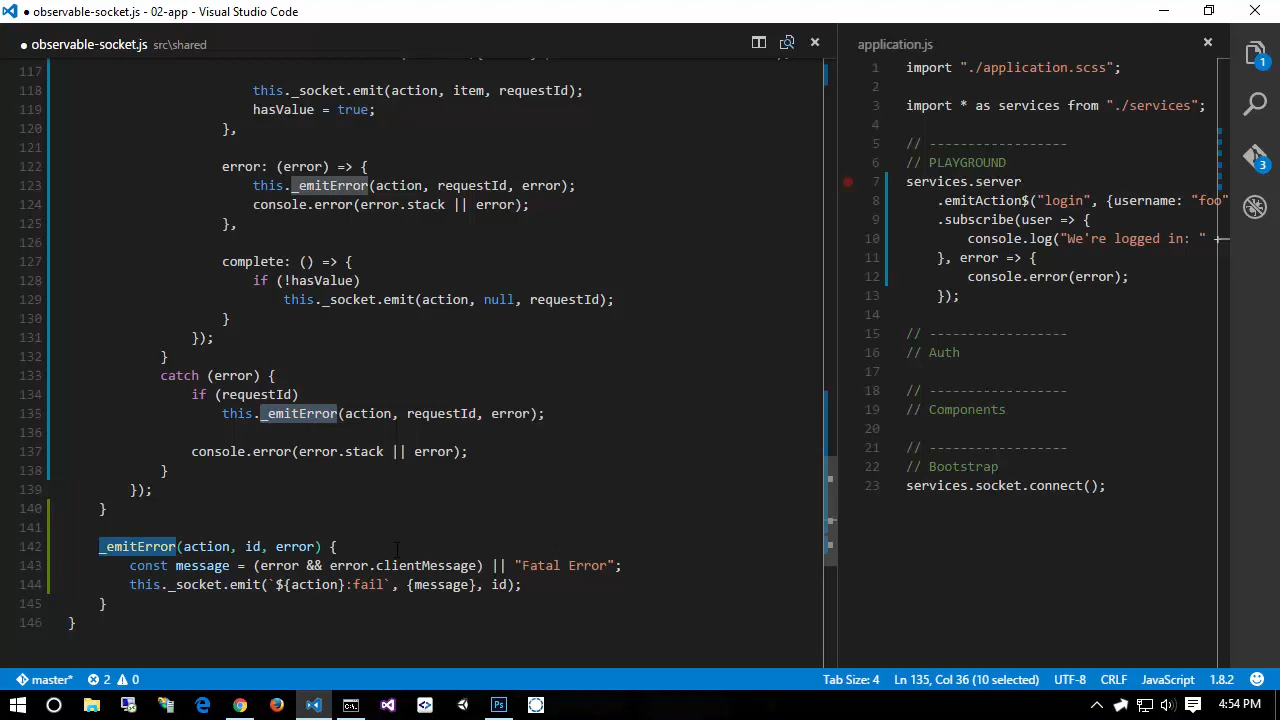 ● observable-socket.js - 02-app - Visual Studio Code
● observable-socket.js src\shared
117
118 this._socket.emit(action, item, requestId);
119 hasValue = true;
120 },
121
122 error: (error) => {
123 this._emitError(action, requestId, error);
124 console.error(error.stack || error);
125 },
126
127 complete: () => {
128 if (!hasValue)
129 this._socket.emit(action, null, requestId);
130 }
131 });
132 }
133 catch (error) {
134 if (requestId)
135 this._emitError(action, requestId, error);
136
137 console.error(error.stack || error);
138 }
139 });
140 }
141
142 _emitError(action, id, error) {
143 const message = (error && error.clientMessage) || "Fatal Error";
144 this._socket.emit(`${action}:fail`, {message}, id);
145 }
146 }
application.js
1 import "./application.scss";
2
3 import * as services from "./services";
4
5 // ------------------
6 // PLAYGROUND
7 services.server
8 .emitAction$("login", {username: "foo"
9 .subscribe(user => {
10 console.log("We're logged in: " +
11 }, error => {
12 console.error(error);
13 });
14
15 // ------------------
16 // Auth
17
18 // ------------------
19 // Components
20
21 // ------------------
22 // Bootstrap
23 services.socket.connect();
1
3
master* 2 0 Tab Size: 4 Ln 135, Col 36 (10 selected) UTF-8 CRLF JavaScript 1.8.2
4:54 PM